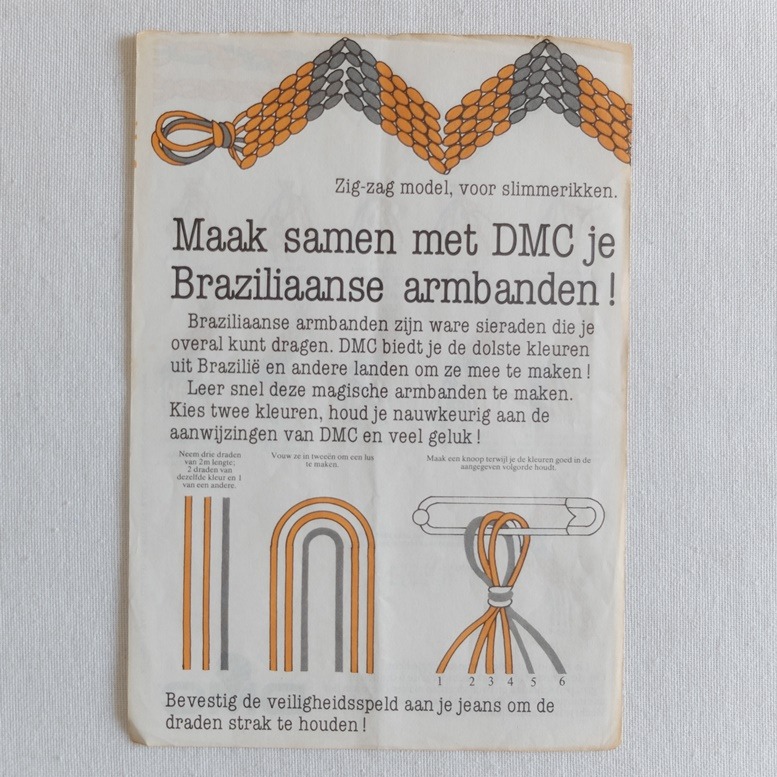 Zig-zag model, voor slimmerikken.
Maak samen met DMC je
Braziliaanse armbanden!
Braziliaanse armbanden zijn ware sieraden die je
overal kunt dragen. DMC biedt je de dolste kleuren
uit Brazilië en andere landen om ze mee te maken!
Leer snel deze magische armbanden te maken.
Kies twee kleuren, houd je nauwkeurig aan de
aanwijzingen van DMC en veel geluk!
Neem drie draden
van 2m lengte;
2 draden van
dezelfde kleur en 1
van een andere.
Vouw ze in tweeën om een lus
te maken.
Maak een knoop terwijl je de kleuren goed in de
aangegeven volgorde houdt.
1 2 3 4 5 6
Bevestig de veiligheidsspeld aan je jeans om de
draden strak te houden!